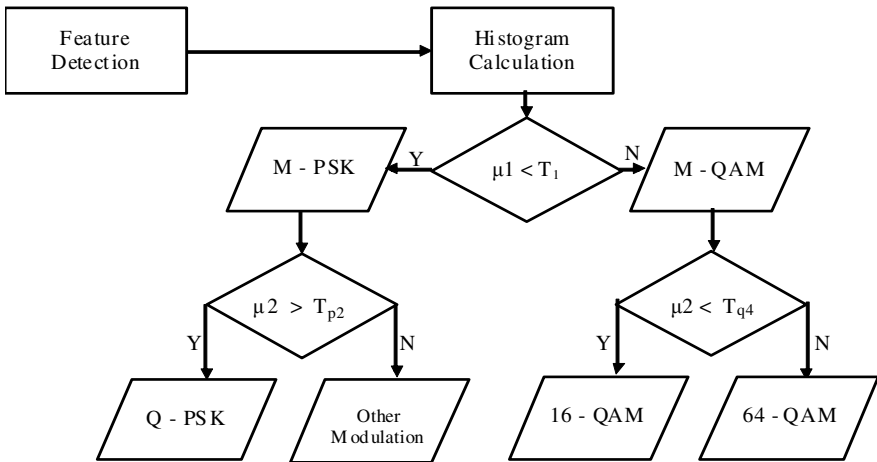 Feature
Detection
Histogram
Calculation
Y
N
M - PSK
μ1 < T₁
M - QAM
μ2 > Tp2
μ2 < Tq4
Y
N
Y
N
Q - PSK
Other
Modulation
16 - QAM
64 - QAM